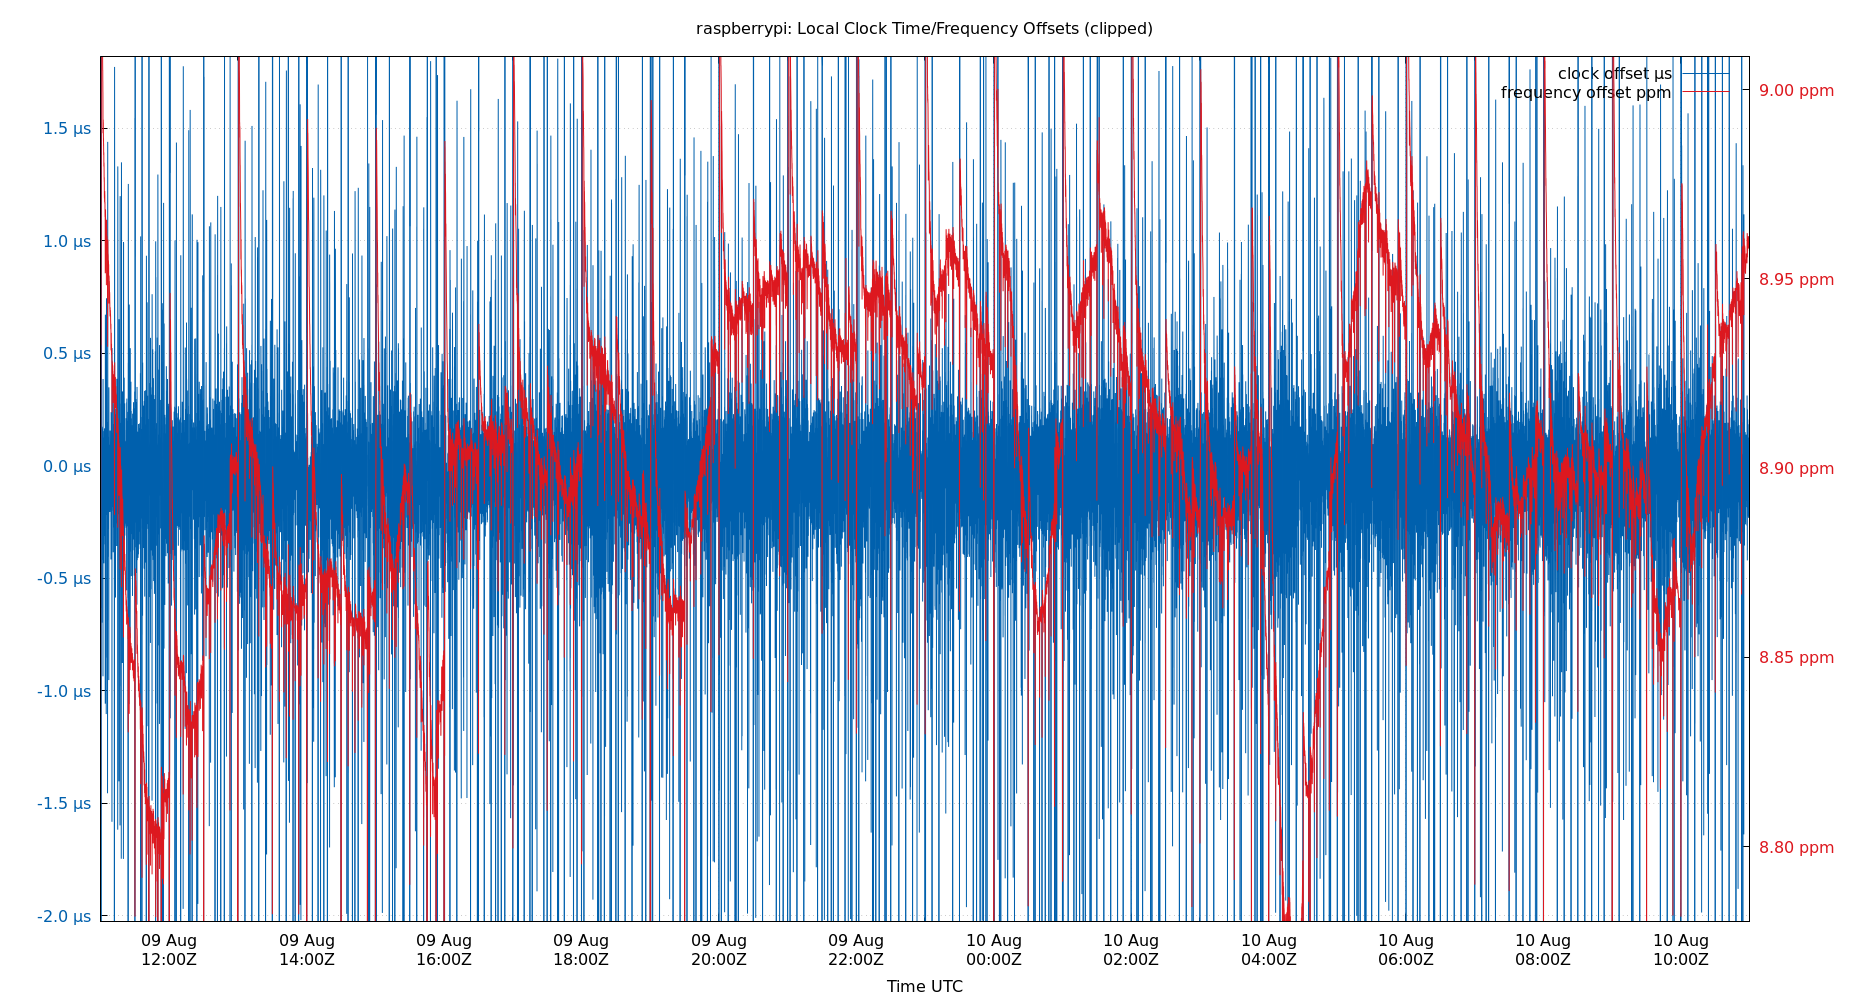 raspberrypi: Local Clock Time/Frequency Offsets (clipped)
clock offset µs
frequency offset ppm
1.5 µs
1.0 µs
0.5 µs
0.0 µs
-0.5 µs
-1.0 µs
-1.5 µs
-2.0 µs
9.00 ppm
8.95 ppm
8.90 ppm
8.85 ppm
8.80 ppm
09 Aug 09 Aug 09 Aug 09 Aug 09 Aug 09 Aug 10 Aug 10 Aug 10 Aug 10 Aug 10 Aug 10 Aug
12:00Z 14:00Z 16:00Z 18:00Z 20:00Z 22:00Z 00:00Z 02:00Z 04:00Z 06:00Z 08:00Z 10:00Z
Time UTC